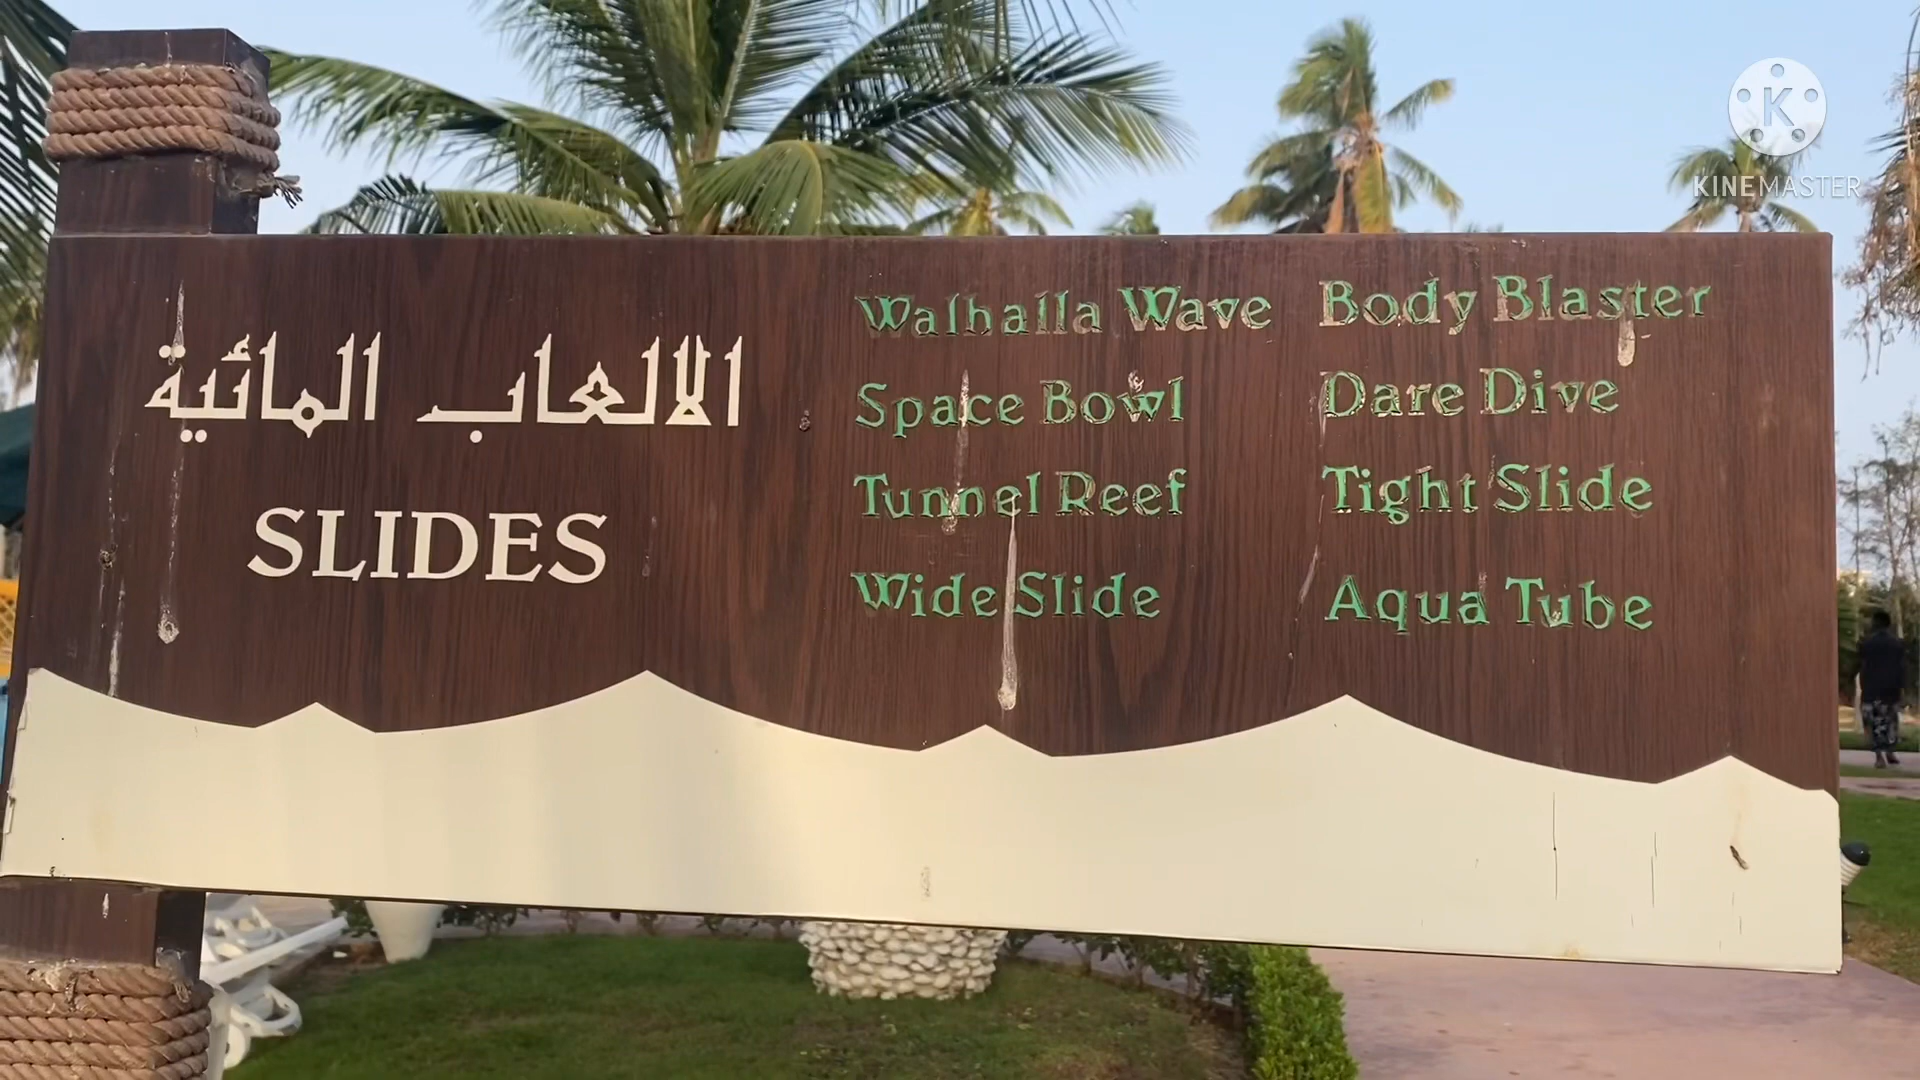 الالعاب المائية
SLIDES
Walhalla Wave
Space Bowl
Tunnel Reef
Wide Slide
Body Blaster
Dare Dive
Tight Slide
Aqua Tube
K
KINEMASTER